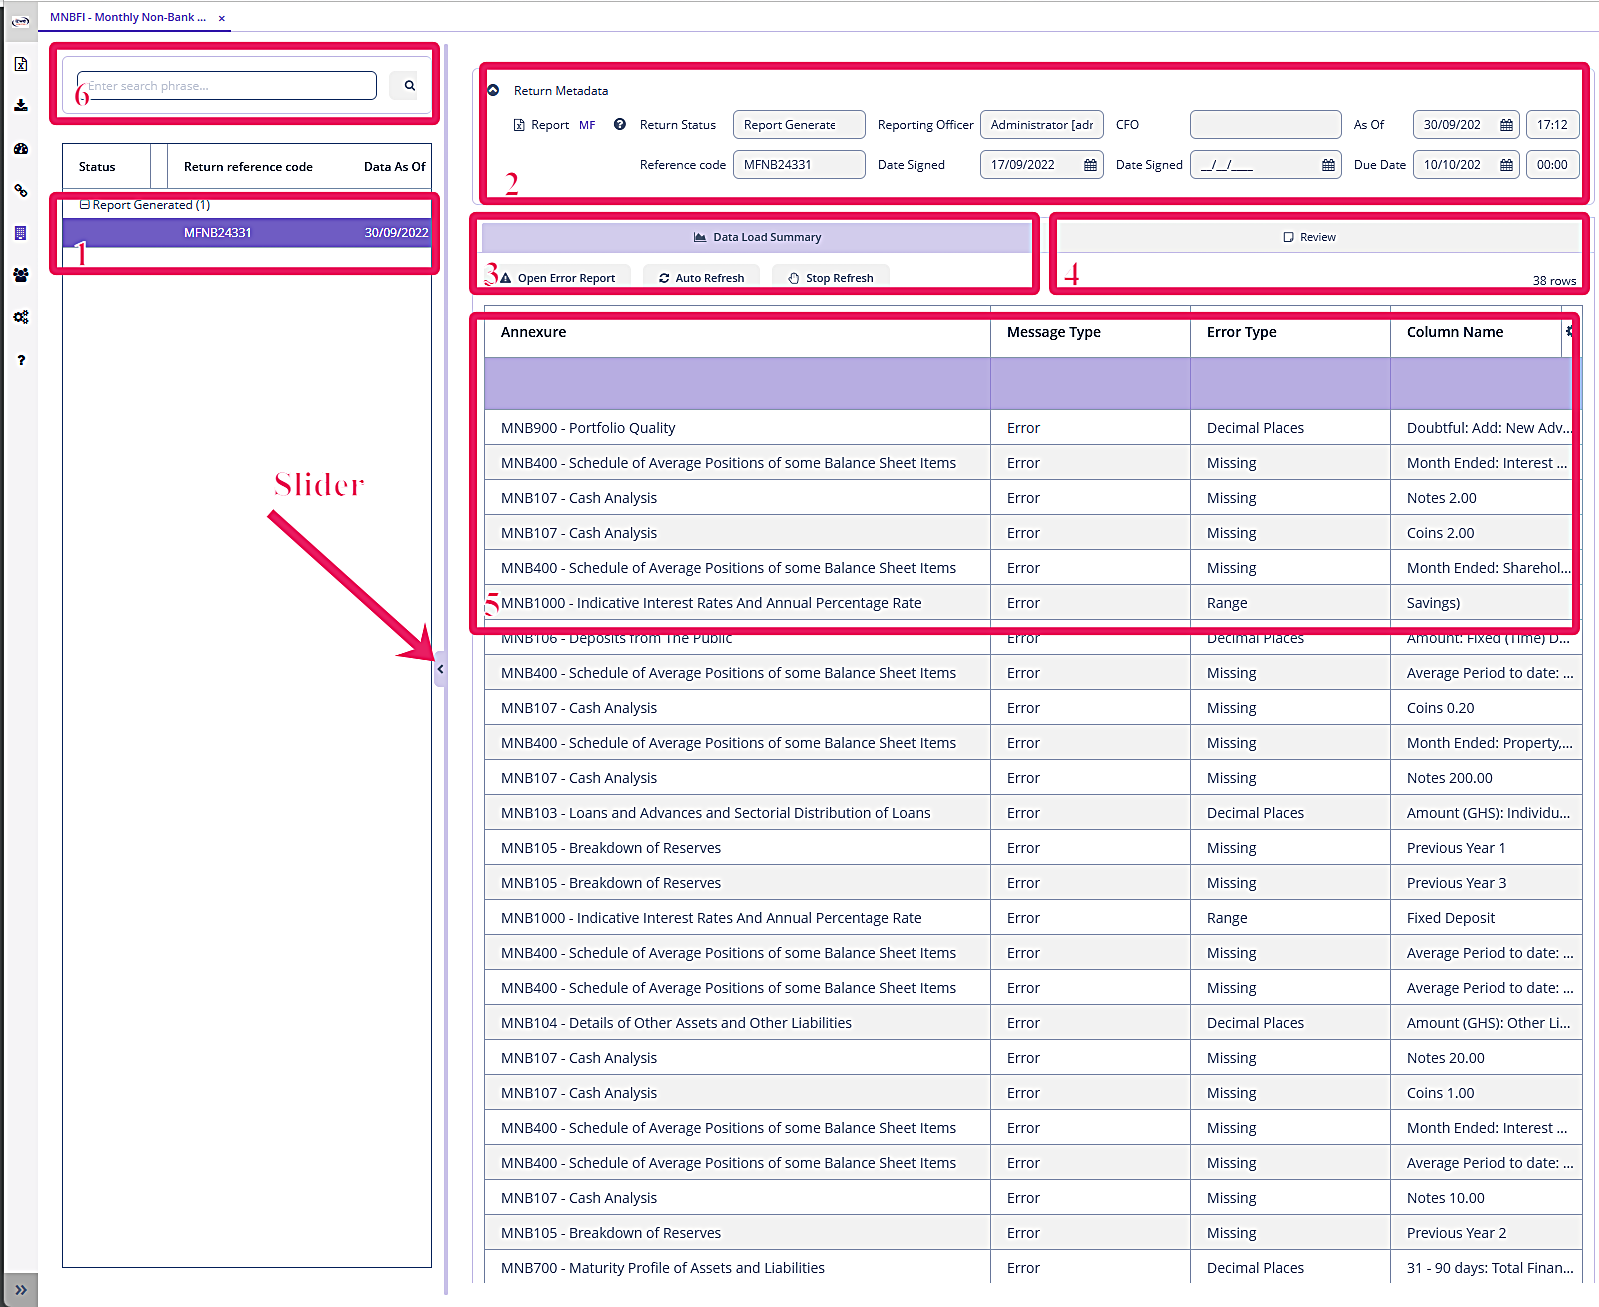 MNBFI - Monthly Non-Bank ... ×
Enter search phrase...
6
Status Return reference code Data As Of
Report Generated (1)
MFNB24331 30/09/2022
1
Return Metadata
Report MF Return Status Report Generate Reporting Officer Administrator [adr CFO As Of 30/09/202 17:12
Reference code MFNB24331 Date Signed 17/09/2022 Date Signed __/__/____ Due Date 10/10/202 00:00
2
Data Load Summary Review
3 Open Error Report Auto Refresh Stop Refresh 4 38 rows
Annexure Message Type Error Type Column Name
MNB900 - Portfolio Quality Error Decimal Places Doubtful: Add: New Adv...
MNB400 - Schedule of Average Positions of some Balance Sheet Items Error Missing Month Ended: Interest ...
MNB107 - Cash Analysis Error Missing Notes 2.00
MNB107 - Cash Analysis Error Missing Coins 2.00
MNB400 - Schedule of Average Positions of some Balance Sheet Items Error Missing Month Ended: Sharehol...
5 MNB1000 - Indicative Interest Rates And Annual Percentage Rate Error Range Savings)
MNB106 - Deposits from The Public Error Decimal Places Amount: Fixed (Time) D...
MNB400 - Schedule of Average Positions of some Balance Sheet Items Error Missing Average Period to date: ...
MNB107 - Cash Analysis Error Missing Coins 0.20
MNB400 - Schedule of Average Positions of some Balance Sheet Items Error Missing Month Ended: Property,...
MNB107 - Cash Analysis Error Missing Notes 200.00
MNB103 - Loans and Advances and Sectorial Distribution of Loans Error Decimal Places Amount (GHS): Individu...
MNB105 - Breakdown of Reserves Error Missing Previous Year 1
MNB105 - Breakdown of Reserves Error Missing Previous Year 3
MNB1000 - Indicative Interest Rates And Annual Percentage Rate Error Range Fixed Deposit
MNB400 - Schedule of Average Positions of some Balance Sheet Items Error Missing Average Period to date: ...
MNB400 - Schedule of Average Positions of some Balance Sheet Items Error Missing Average Period to date: ...
MNB104 - Details of Other Assets and Other Liabilities Error Decimal Places Amount (GHS): Other Li...
MNB107 - Cash Analysis Error Missing Notes 20.00
MNB107 - Cash Analysis Error Missing Coins 1.00
MNB400 - Schedule of Average Positions of some Balance Sheet Items Error Missing Month Ended: Interest ...
MNB400 - Schedule of Average Positions of some Balance Sheet Items Error Missing Average Period to date: ...
MNB107 - Cash Analysis Error Missing Notes 10.00
MNB105 - Breakdown of Reserves Error Missing Previous Year 2
MNB700 - Maturity Profile of Assets and Liabilities Error Decimal Places 31 - 90 days: Total Finan...
Slider